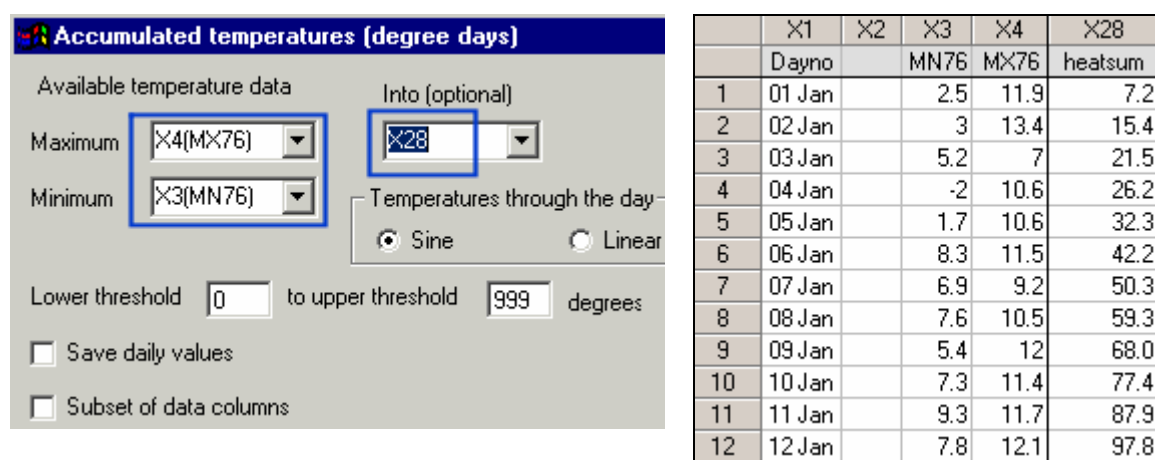 Accumulated temperatures (degree days)
Available temperature data
Into (optional)
Maximum X4(MX76) X28
Minimum X3(MN76)
Temperatures through the day
Sine Linear
Lower threshold 0 to upper threshold 999 degrees
Save daily values
Subset of data columns
X1 X2 X3 X4 X28
Dayno MN76 MX76 heatsum
1 01 Jan 2.5 11.9 7.2
2 02 Jan 3 13.4 15.4
3 03 Jan 5.2 7 21.5
4 04 Jan -2 10.6 26.2
5 05 Jan 1.7 10.6 32.3
6 06 Jan 8.3 11.5 42.2
7 07 Jan 6.9 9.2 50.3
8 08 Jan 7.6 10.5 59.3
9 09 Jan 5.4 12 68.0
10 10 Jan 7.3 11.4 77.4
11 11 Jan 9.3 11.7 87.9
12 12 Jan 7.8 12.1 97.8